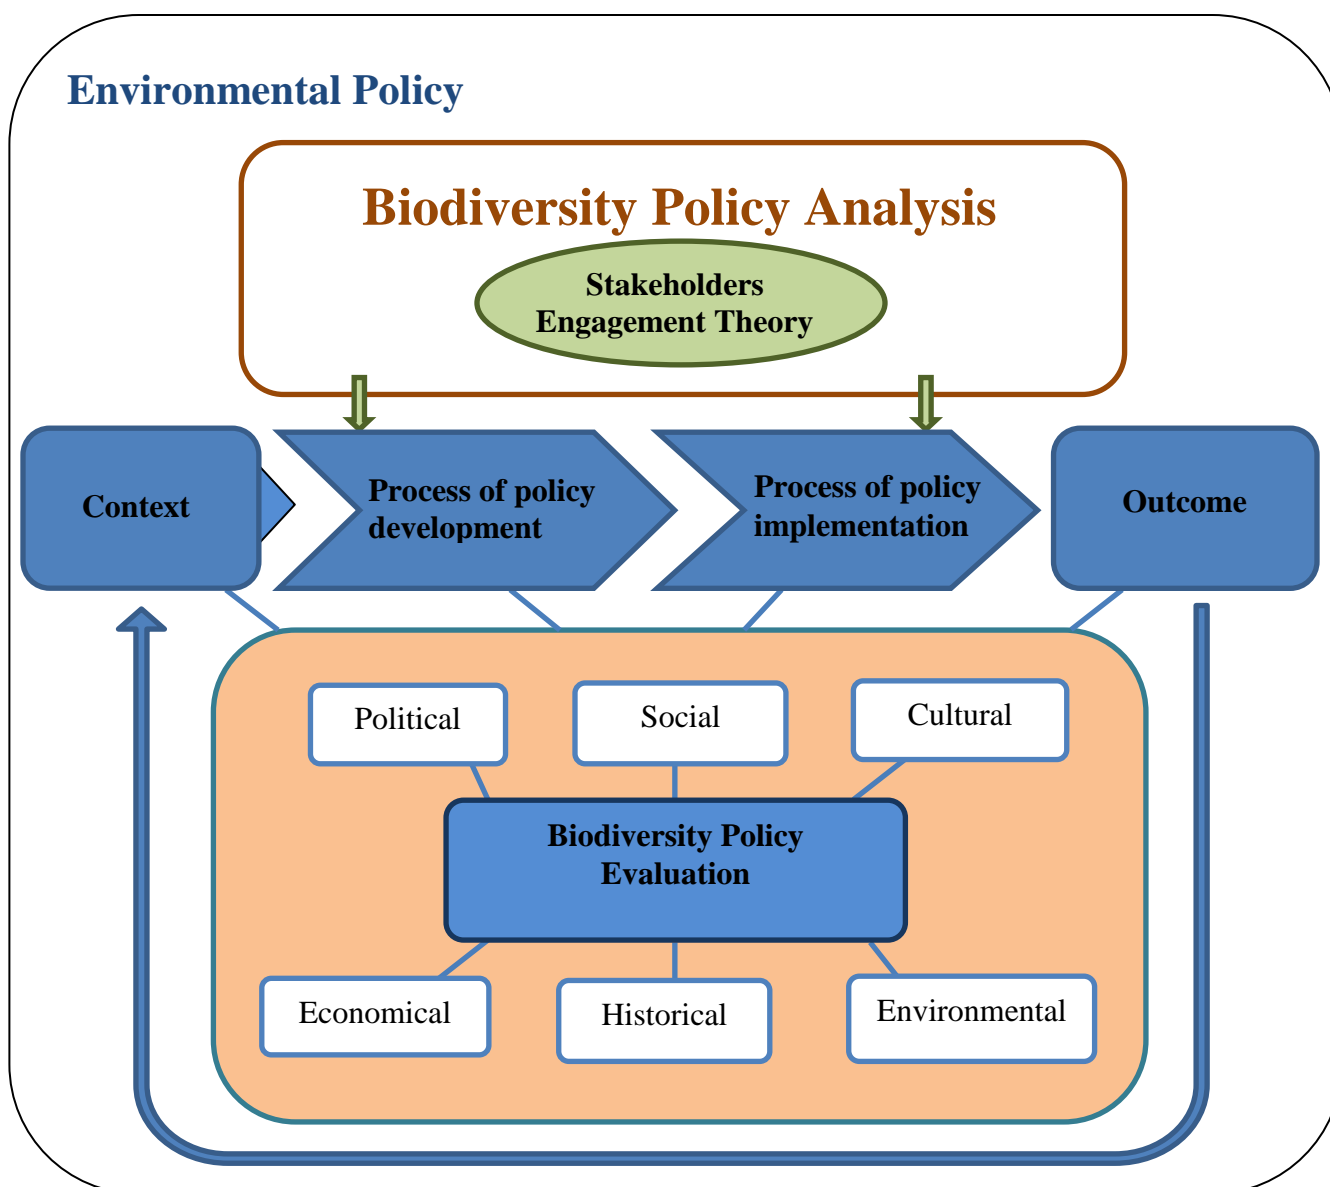 Environmental Policy
Biodiversity Policy Analysis
Stakeholders
Engagement Theory
Context
Process of policy
development
Process of policy
implementation
Outcome
Political
Social
Cultural
Biodiversity Policy
Evaluation
Economical
Historical
Environmental